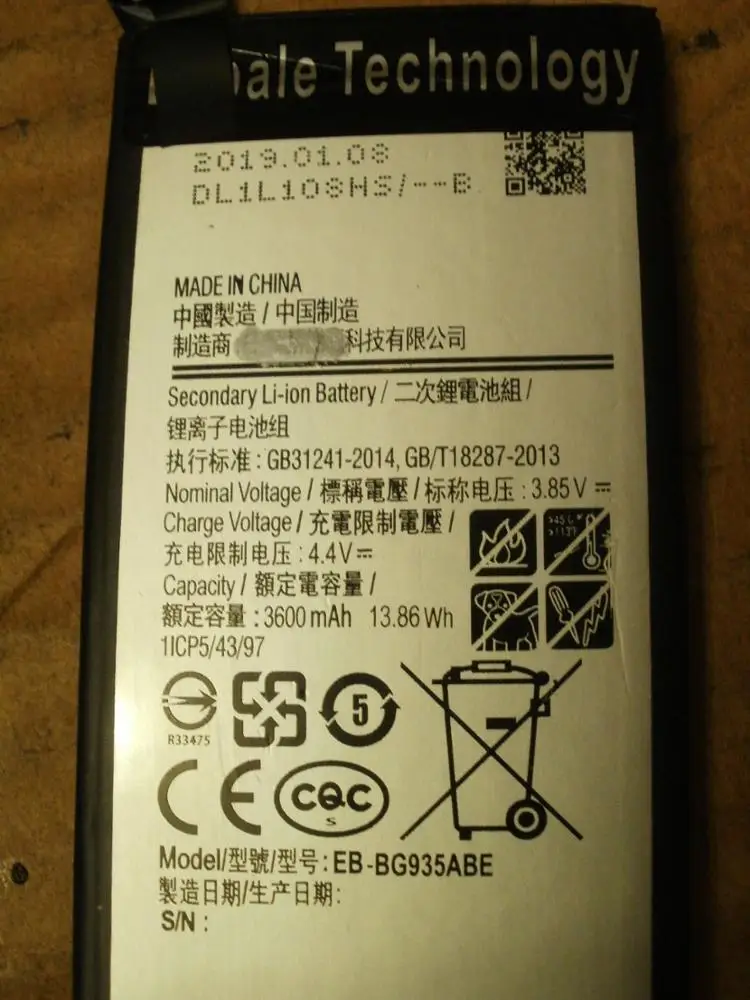 Technology
2019.01.08
DL1L108HS/--B
MADE IN CHINA
中國製造 / 中国制造
制造商 科技有限公司
Secondary Li-ion Battery / 二次鋰電池組 /
锂离子电池组
执行标准 : GB31241-2014, GB/T18287-2013
Nominal Voltage / 標稱電壓 / 标称电压 : 3.85 V ⎓
Charge Voltage / 充電限制電壓 /
充电限制电压 : 4.4V⎓
Capacity / 額定電容量 /
額定容量 : 3600 mAh 13.86 Wh
1ICP5/43/97
R33475
5
CE
CQC
S
Model/型號/型号: EB-BG935ABE
製造日期/生产日期:
S/N :